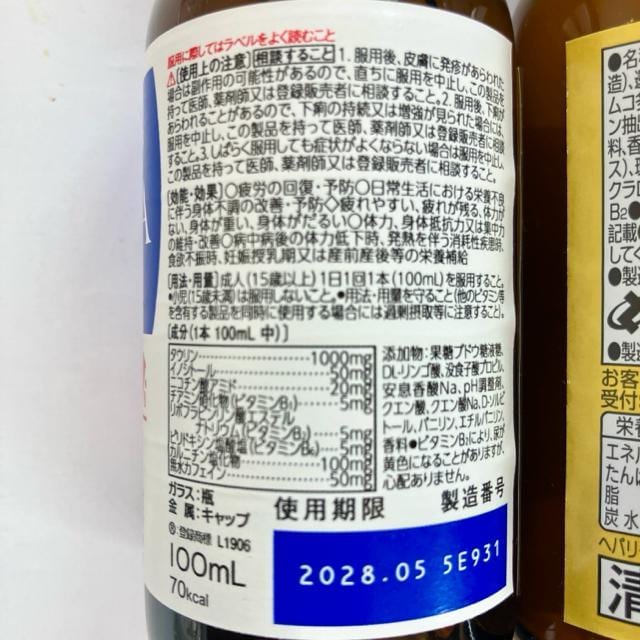 服用に際してはラベルをよく読むこと
⚠【使用上の注意】相談すること 1. 服用後、皮膚に発疹があらわれた
場合は副作用の可能性があるので、直ちに服用を中止し、この製品を
持って医師、薬剤師又は登録販売者に相談すること。2. 服用後、下痢が
あらわれることがあるので、下痢の持続又は増強が見られた場合には、
服用を中止し、この製品を持って医師、薬剤師又は登録販売者に相談
すること。3. しばらく服用しても症状がよくならない場合は服用を中止し、
この製品を持って医師、薬剤師又は登録販売者に相談すること。
【効能・効果】○疲労の回復・予防○日常生活における栄養不良
に伴う身体不調の改善・予防◇疲れやすい、疲れが残る、体力が
ない、身体が重い、身体がだるい○体力、身体抵抗力又は集中力
の維持・改善○病中病後の体力低下時、発熱を伴う消耗性疾患時、
食欲不振時、妊娠授乳期又は産前産後等の栄養補給
【用法・用量】成人(15歳以上)1日1回1本(100mL)を服用すること。
●小児(15歳未満)は服用しないこと。●用法・用量を守ること(他のビタミン等
を含有する製品を同時に使用する場合には過剰摂取等に注意すること)。
【成分(1本 100mL 中)】
タウリン 1000mg
イノシトール 50mg
ニコチン酸アミド 20mg
チアミン硝化物(ビタミンB₁) 5mg
リボフラビンリン酸エステル
ナトリウム(ビタミンB₂) 5mg
ピリドキシン塩酸塩(ビタミンB₆) 5mg
カルニチン塩化物 100mg
無水カフェイン 50mg
添加物:果糖ブドウ糖液糖、
DL-リンゴ酸、没食子酸プロピル、
安息香酸Na、pH調整剤、
クエン酸、クエン酸Na、D-ソルビ
トール、バニリン、エチルバニリン、
香料●ビタミンB₂により、尿が
黄色になることがありますが、
心配ありません。
ガラス:瓶
金 属:キャップ
®:登録商標 L1906
100mL
70kcal
使用期限 製造番号
2028.05 5E931
●名
造)、
ムコ
ン抽
料、香
ス)、
クラ
B₂●
記載
してく
●製
●製造
お客
受付
栄養
エネル
たんぱ
脂
炭 水
ヘパリ
清